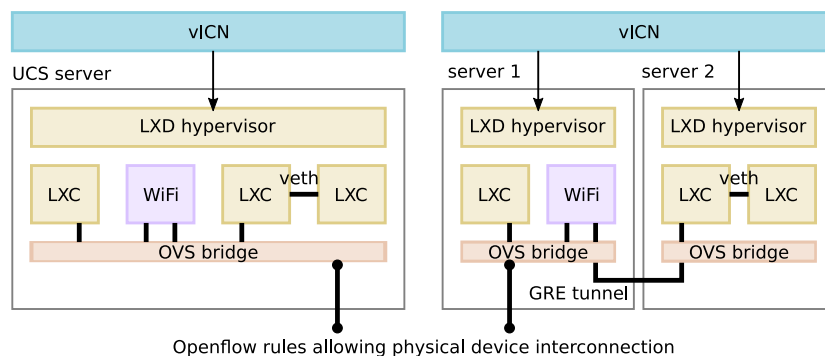 vICN
vICN
UCS server
server 1
server 2
LXD hypervisor
LXD hypervisor
LXD hypervisor
LXC
WiFi
LXC
veth
LXC
LXC
WiFi
LXC
veth
LXC
OVS bridge
OVS bridge
OVS bridge
GRE tunnel
Openflow rules allowing physical device interconnection